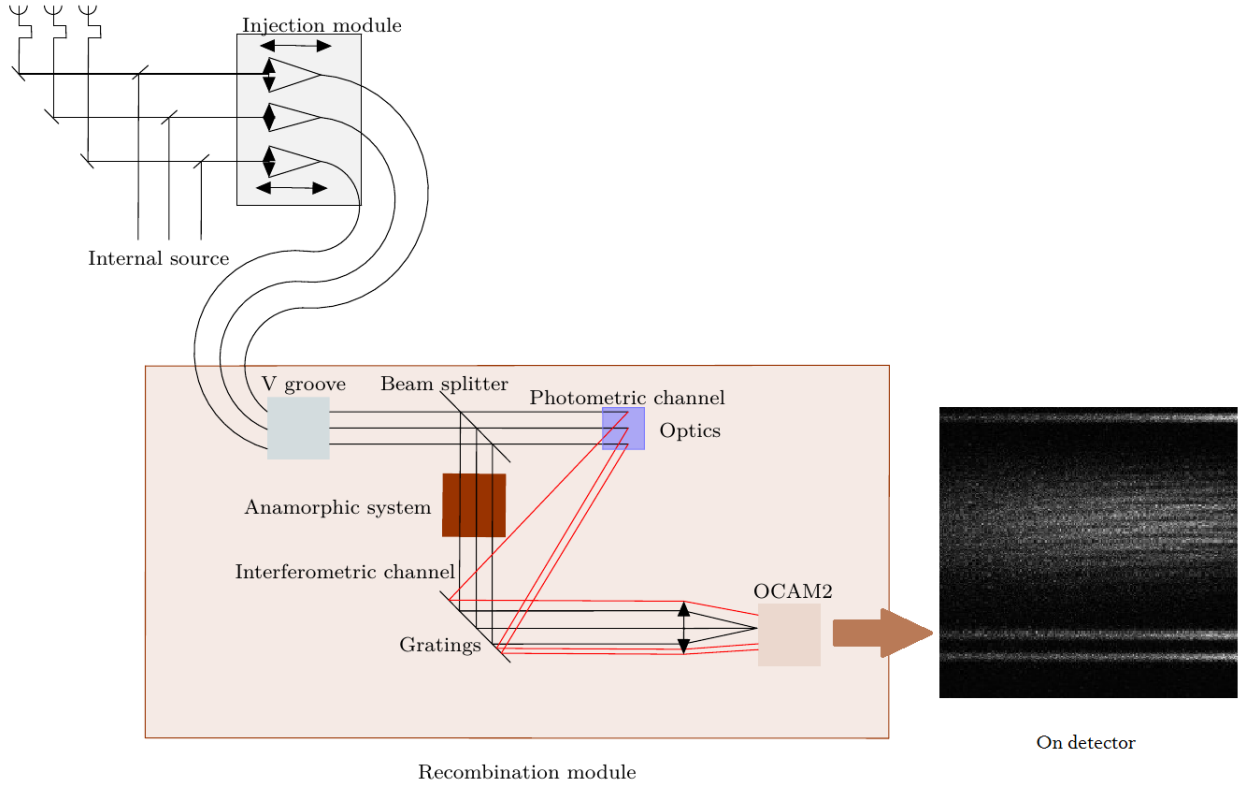 Injection module
Internal source
V groove
Beam splitter
Photometric channel
Optics
Anamorphic system
Interferometric channel
OCAM2
Gratings
On detector
Recombination module